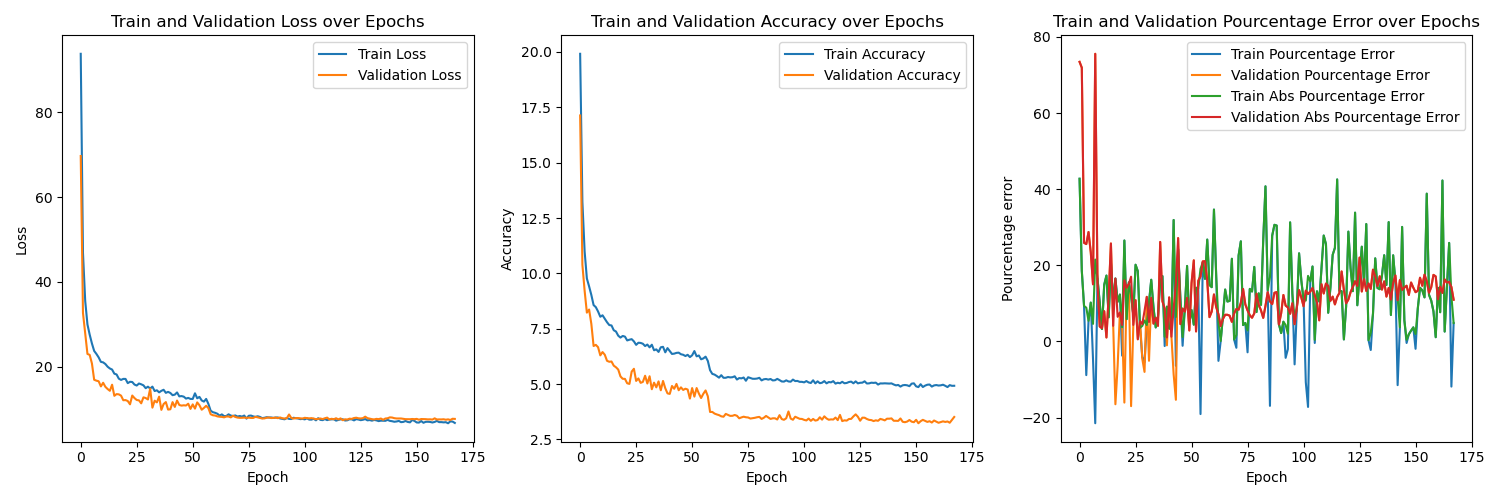 Train and Validation Loss over Epochs
Loss
80
60
40
20
Train Loss
Validation Loss
0 25 50 75 100 125 150 175
Epoch
Train and Validation Accuracy over Epochs
Accuracy
20.0
17.5
15.0
12.5
10.0
7.5
5.0
2.5
Train Accuracy
Validation Accuracy
0 25 50 75 100 125 150 175
Epoch
Train and Validation Pourcentage Error over Epochs
Pourcentage error
80
60
40
20
0
−20
Train Pourcentage Error
Validation Pourcentage Error
Train Abs Pourcentage Error
Validation Abs Pourcentage Error
0 25 50 75 100 125 150 175
Epoch